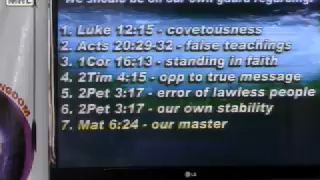 We should be on our own guard regarding:
1. Luke 12:15 - covetousness
2. Acts 20:29-32 - false teachings
3. 1Cor 16:13 - standing in faith
4. 2Tim 4:15 - opp to true message
5. 2Pet 3:17 - error of lawless people
6. 2Pet 3:17 - our own stability
7. Mat 6:24 - our master
KINGDOM
LG